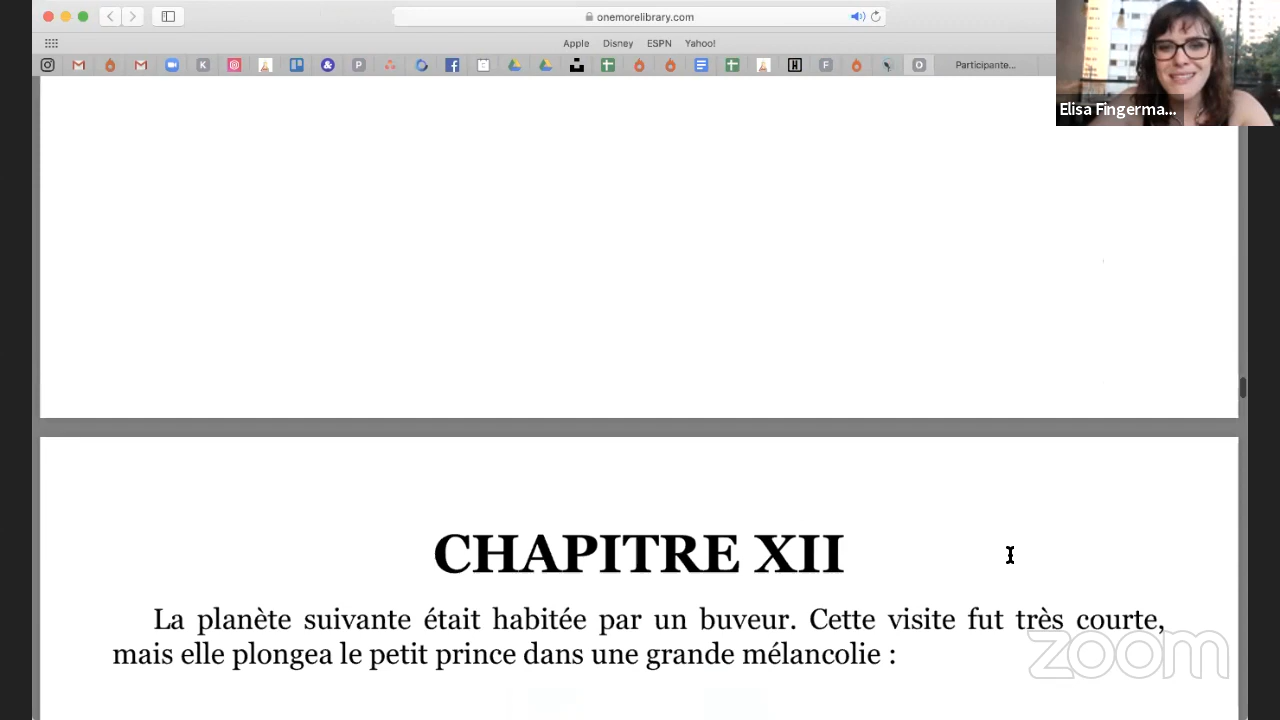 onemorelibrary.com
Apple Disney ESPN Yahoo!
K P F O Participante...
Elisa Fingerma...
CHAPITRE XII
La planète suivante était habitée par un buveur. Cette visite fut très courte,
mais elle plongea le petit prince dans une grande mélancolie :
zoom